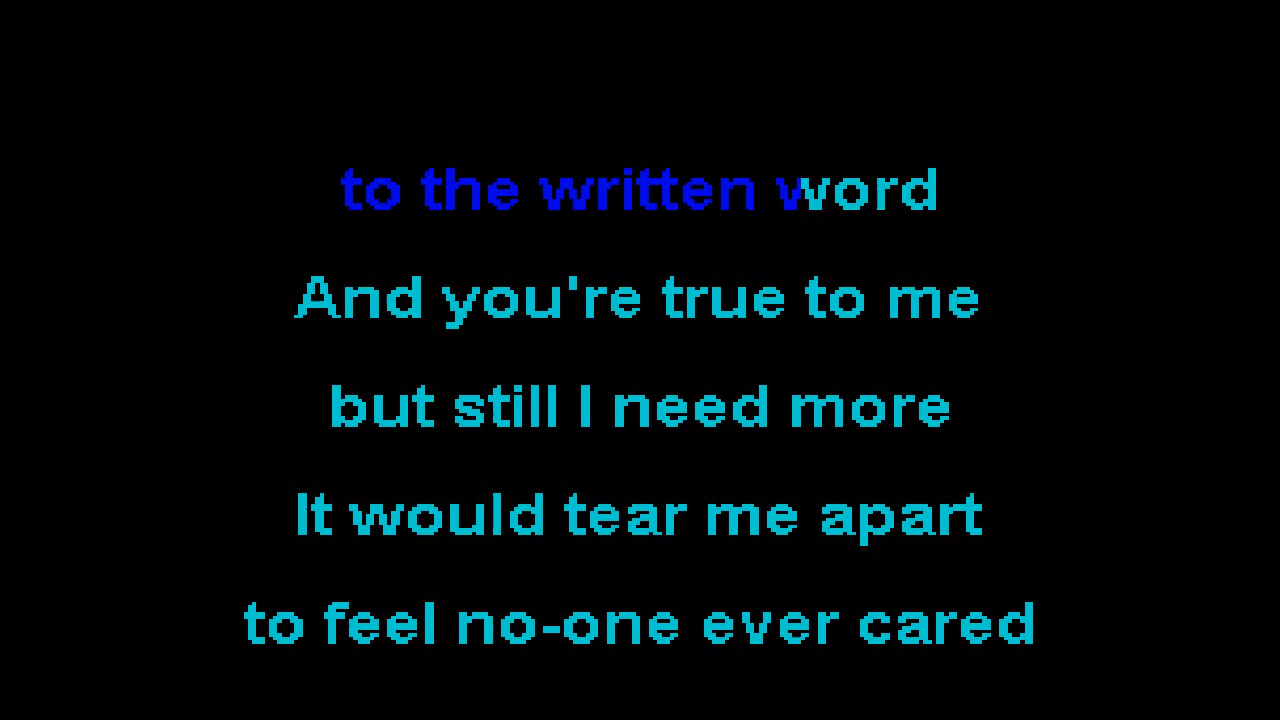 to the written word
And you're true to me
but still I need more
It would tear me apart
to feel no-one ever cared